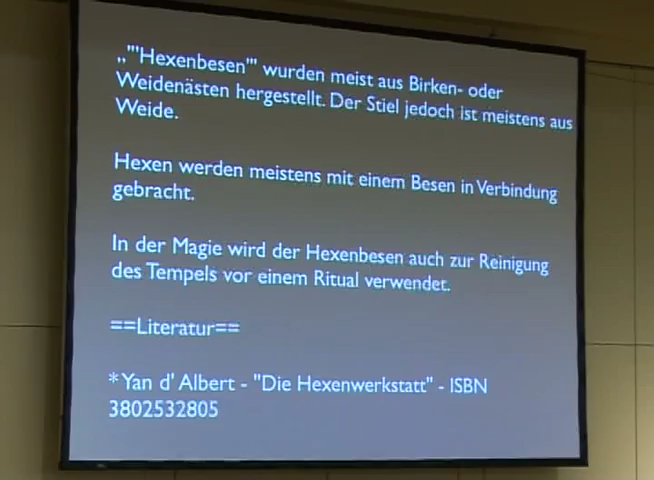 „"'Hexenbesen'" wurden meist aus Birken- oder
Weidenästen hergestellt. Der Stiel jedoch ist meistens aus
Weide.
Hexen werden meistens mit einem Besen in Verbindung
gebracht.
In der Magie wird der Hexenbesen auch zur Reinigung
des Tempels vor einem Ritual verwendet.
==Literatur==
* Yan d' Albert - "Die Hexenwerkstatt" - ISBN
3802532805